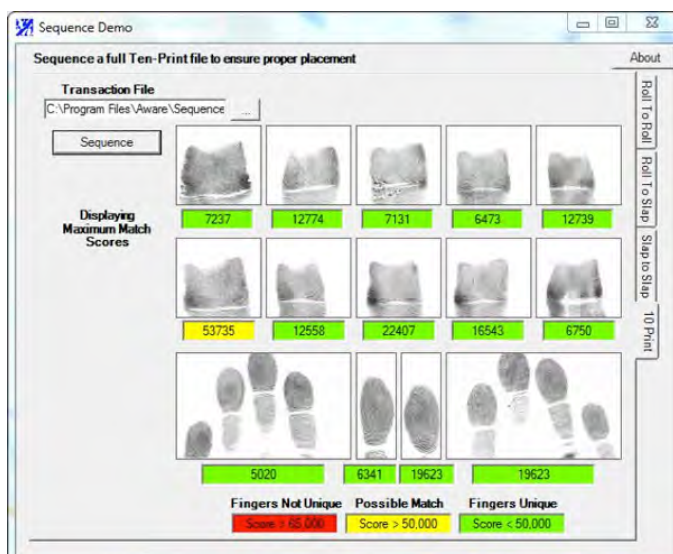 Sequence Demo
Sequence a full Ten-Print file to ensure proper placement
About
Transaction File
C:\Program Files\Aware\Sequence
...
Sequence
Displaying
Maximum Match
Scores
7237 12774 7131 6473 12739
53735 12558 22407 16543 6750
5020 6341 19623 19623
Fingers Not Unique Possible Match Fingers Unique
Score > 65,000 Score > 50,000 Score < 50,000
Roll To Roll
Roll To Slap
Slap to Slap
10 Print